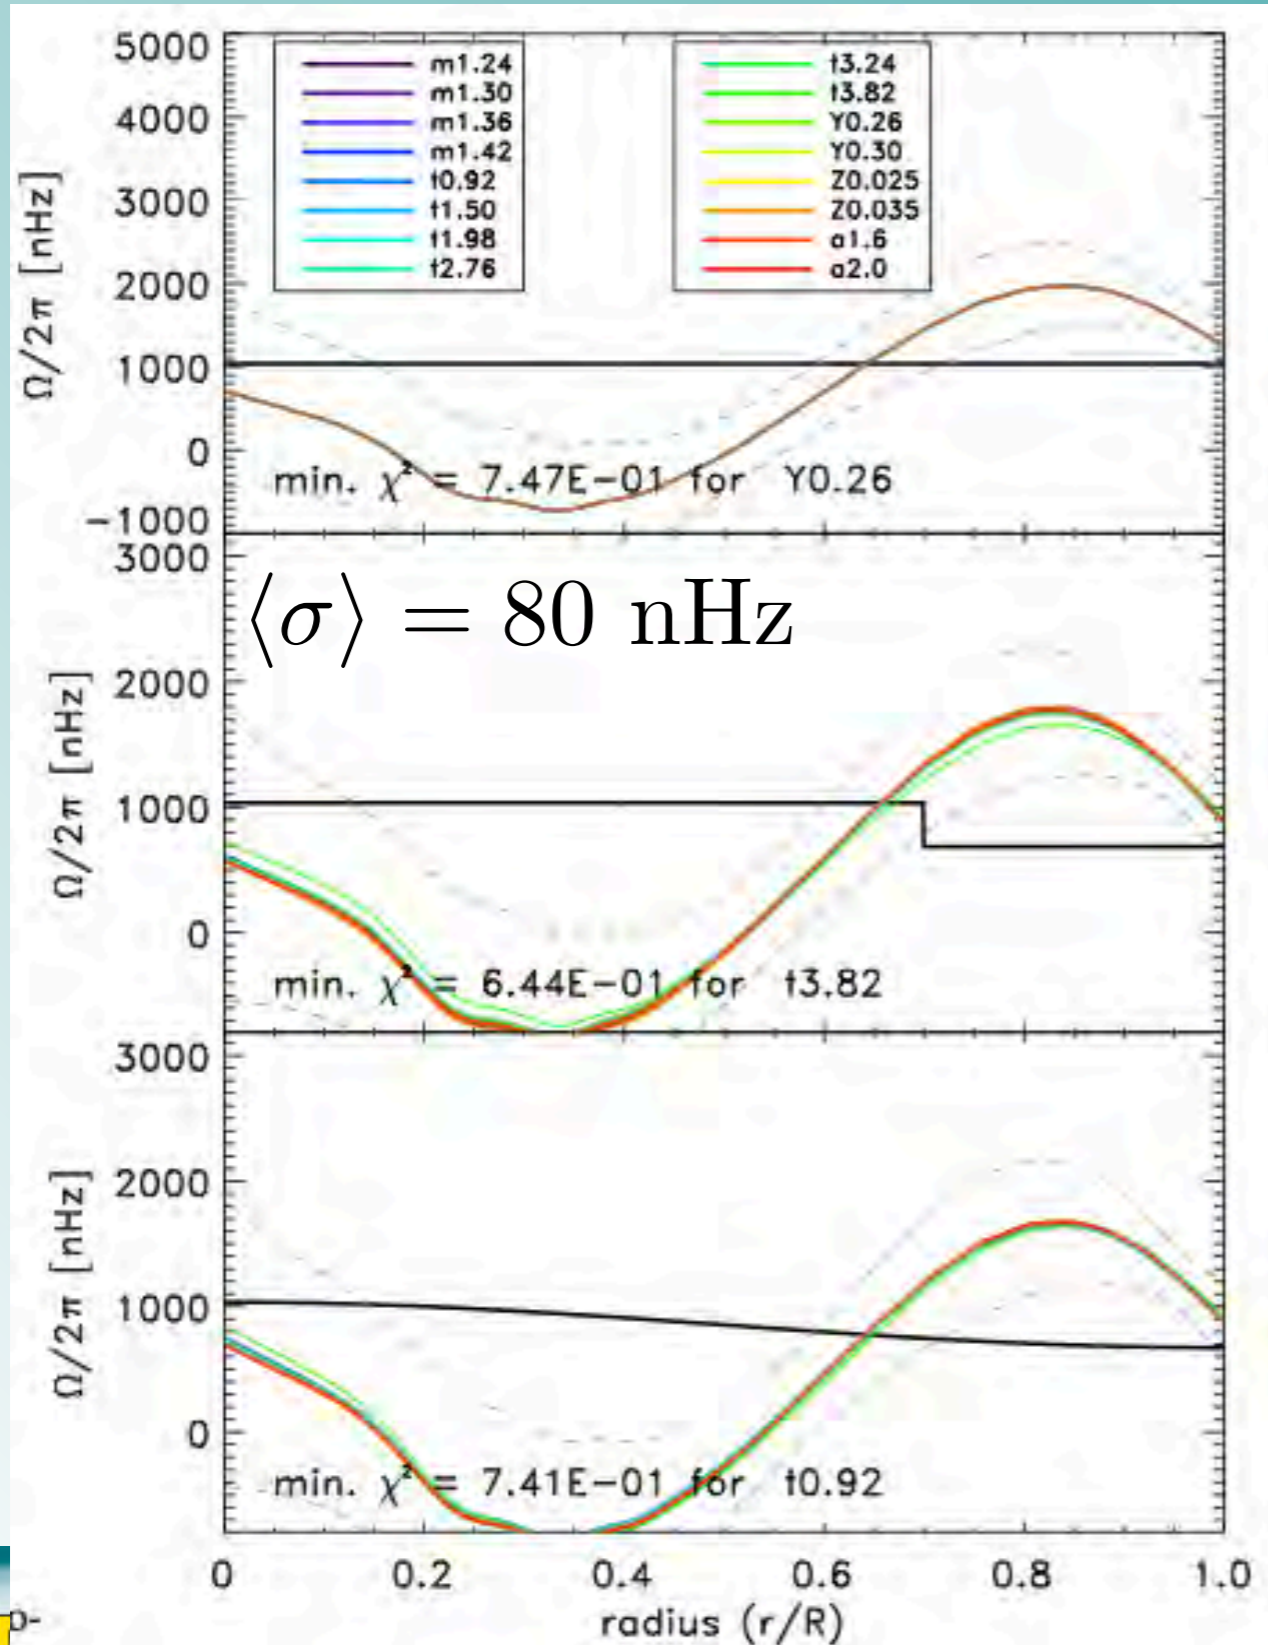 5000
4000
3000
2000
1000
0
−1000
Ω/2π [nHz]
m1.24
m1.30
m1.36
m1.42
t0.92
t1.50
t1.98
t2.76
t3.24
t3.82
Y0.26
Y0.30
Z0.025
Z0.035
a1.6
a2.0
min. χ² = 7.47E−01 for Y0.26
3000
2000
1000
0
Ω/2π [nHz]
⟨σ⟩ = 80 nHz
min. χ² = 6.44E−01 for t3.82
3000
2000
1000
0
Ω/2π [nHz]
min. χ² = 7.41E−01 for t0.92
0 0.2 0.4 0.6 0.8 1.0
radius (r/R)